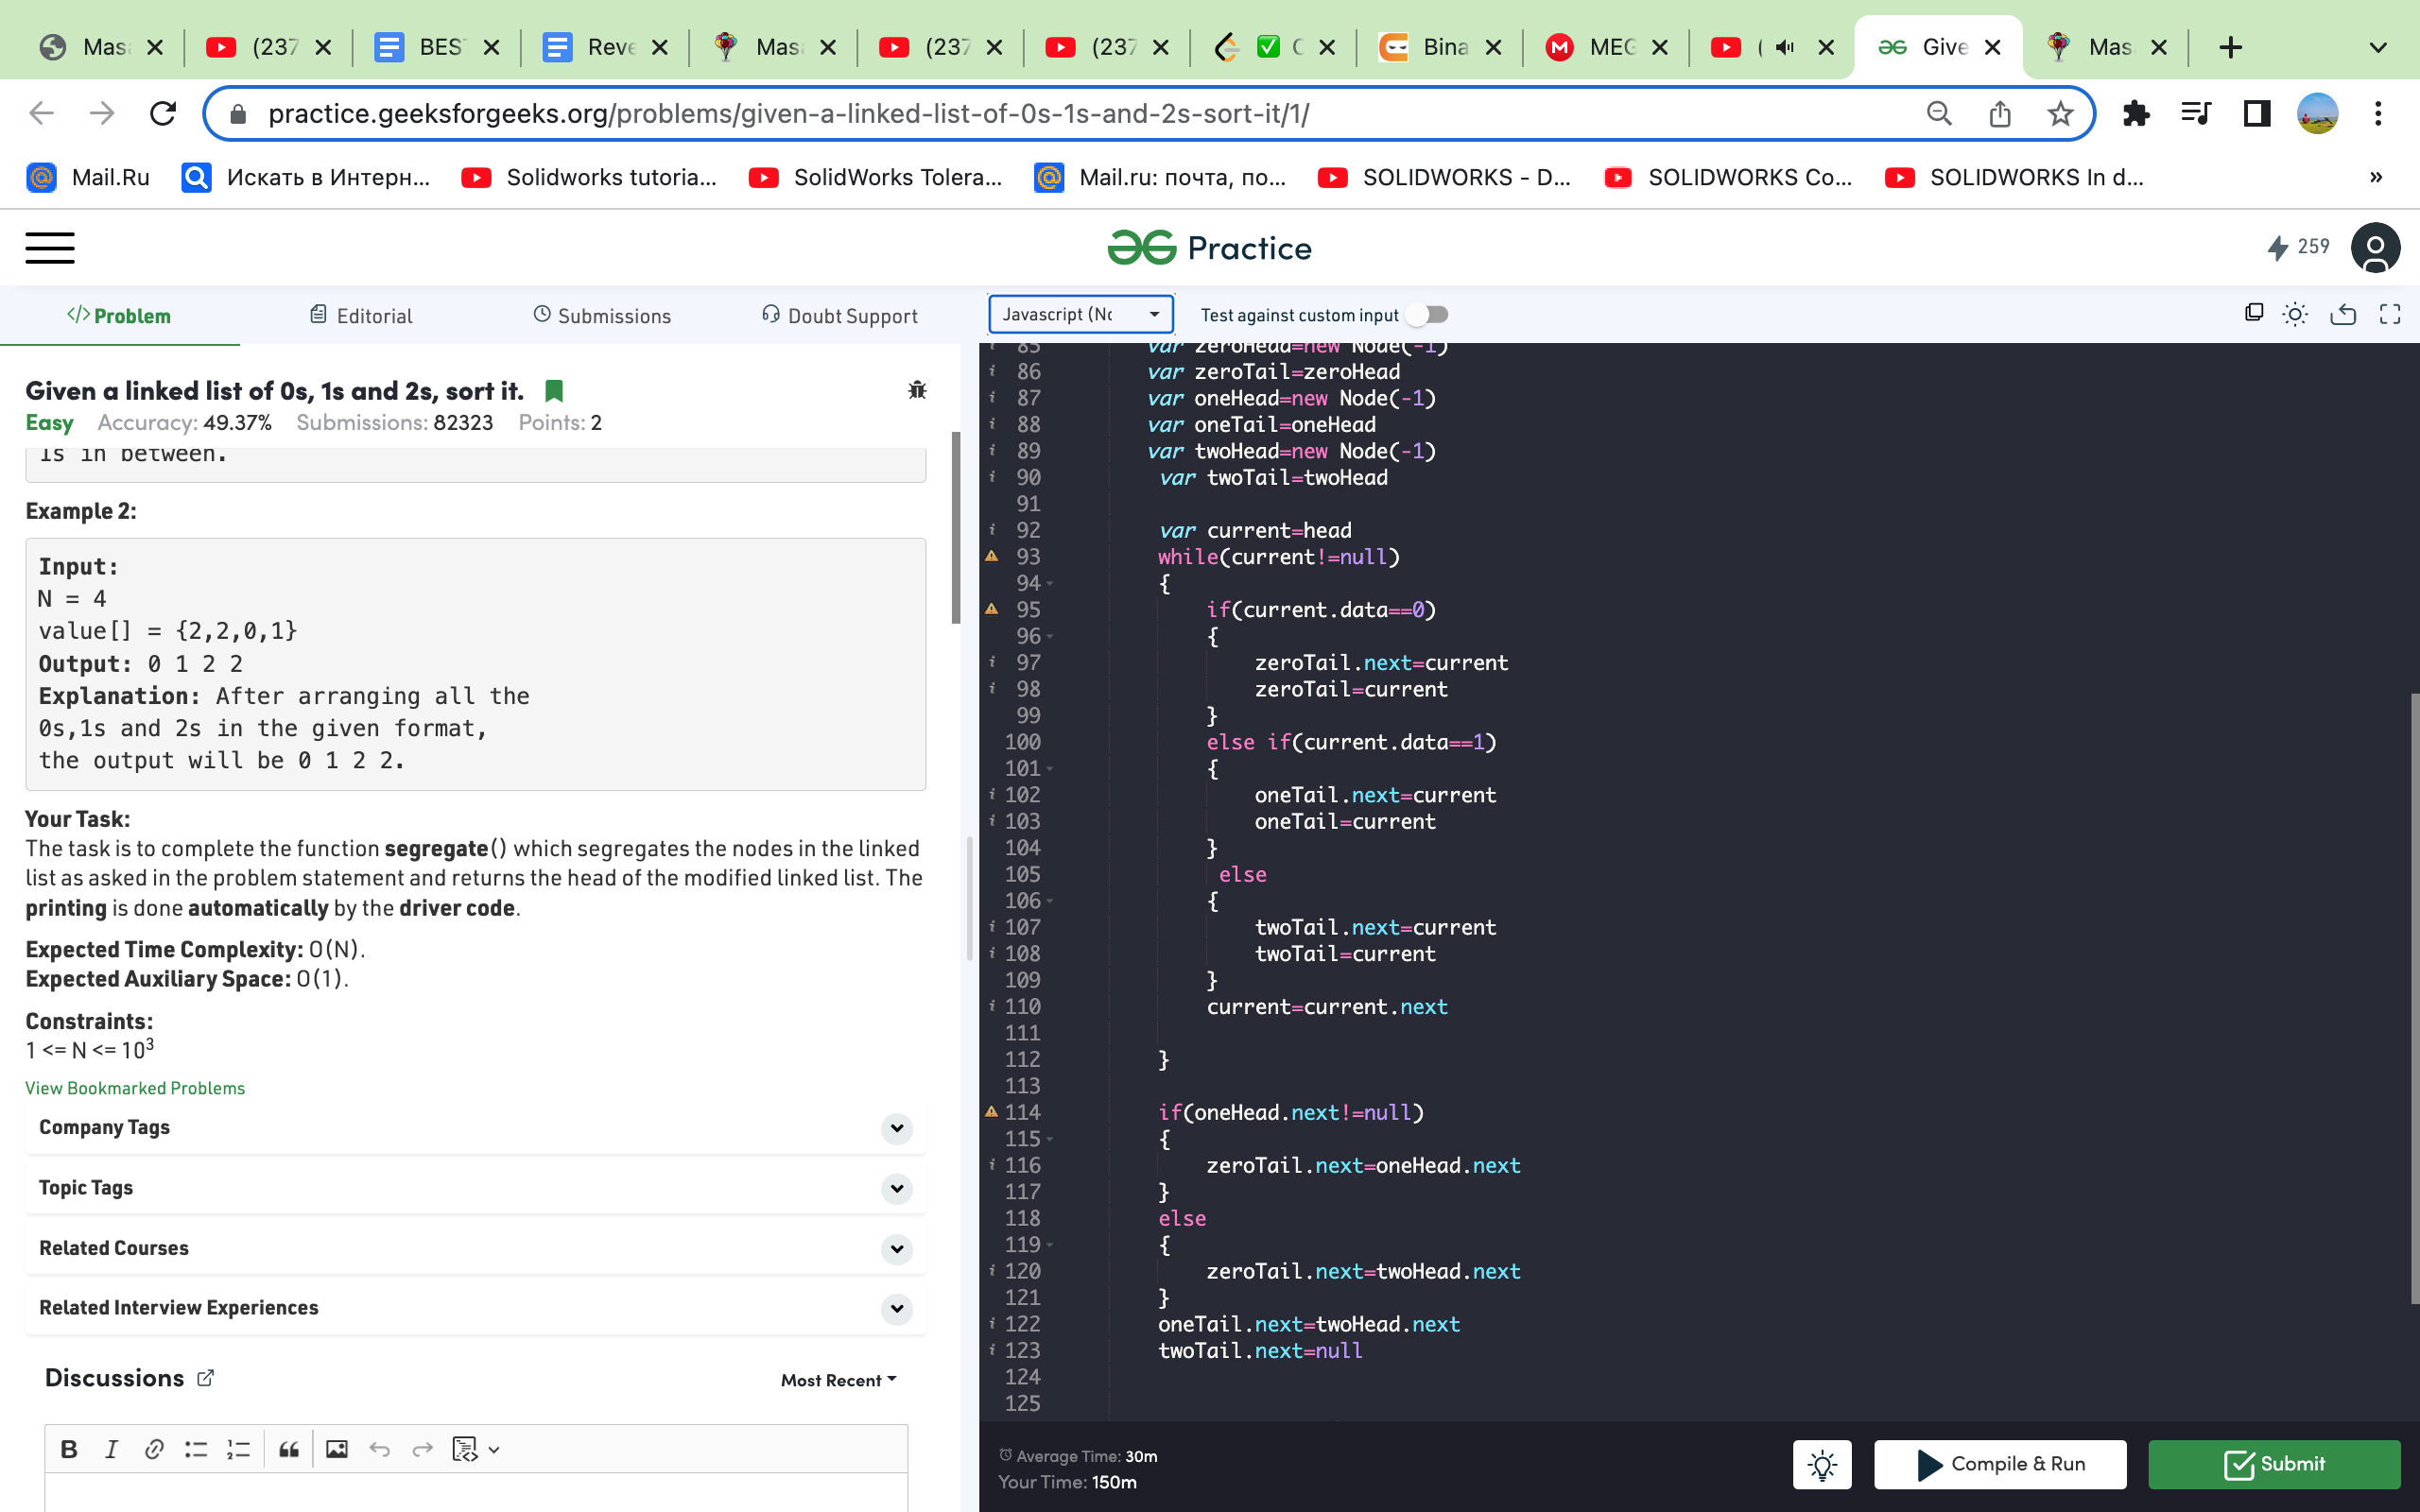 Mas
(237
BES
Reve
Mas
(237
(237
C
Bina
MEG
(
Give
Mas
practice.geeksforgeeks.org/problems/given-a-linked-list-of-0s-1s-and-2s-sort-it/1/
Mail.Ru
Искать в Интерн...
Solidworks tutoria...
SolidWorks Tolera...
Mail.ru: почта, по...
SOLIDWORKS - D...
SOLIDWORKS Co...
SOLIDWORKS In d...
»
Practice
259
</> Problem
Editorial
Submissions
Doubt Support
Given a linked list of 0s, 1s and 2s, sort it.
Easy Accuracy: 49.37% Submissions: 82323 Points: 2
1s in between.
Example 2:
Input:
N = 4
value[] = {2,2,0,1}
Output: 0 1 2 2
Explanation: After arranging all the
0s,1s and 2s in the given format,
the output will be 0 1 2 2.
Your Task:
The task is to complete the function segregate() which segregates the nodes in the linked
list as asked in the problem statement and returns the head of the modified linked list. The
printing is done automatically by the driver code.
Expected Time Complexity: O(N).
Expected Auxiliary Space: O(1).
Constraints:
1 <= N <= 10³
View Bookmarked Problems
Company Tags
Topic Tags
Related Courses
Related Interview Experiences
Discussions
Most Recent
B I
Javascript (No
Test against custom input
85 var zeroHead=new Node(-1)
86 var zeroTail=zeroHead
87 var oneHead=new Node(-1)
88 var oneTail=oneHead
89 var twoHead=new Node(-1)
90 var twoTail=twoHead
91
92 var current=head
93 while(current!=null)
94 {
95 if(current.data==0)
96 {
97 zeroTail.next=current
98 zeroTail=current
99 }
100 else if(current.data==1)
101 {
102 oneTail.next=current
103 oneTail=current
104 }
105 else
106 {
107 twoTail.next=current
108 twoTail=current
109 }
110 current=current.next
111
112 }
113
114 if(oneHead.next!=null)
115 {
116 zeroTail.next=oneHead.next
117 }
118 else
119 {
120 zeroTail.next=twoHead.next
121 }
122 oneTail.next=twoHead.next
123 twoTail.next=null
124
125
Average Time: 30m
Your Time: 150m
Compile & Run
Submit